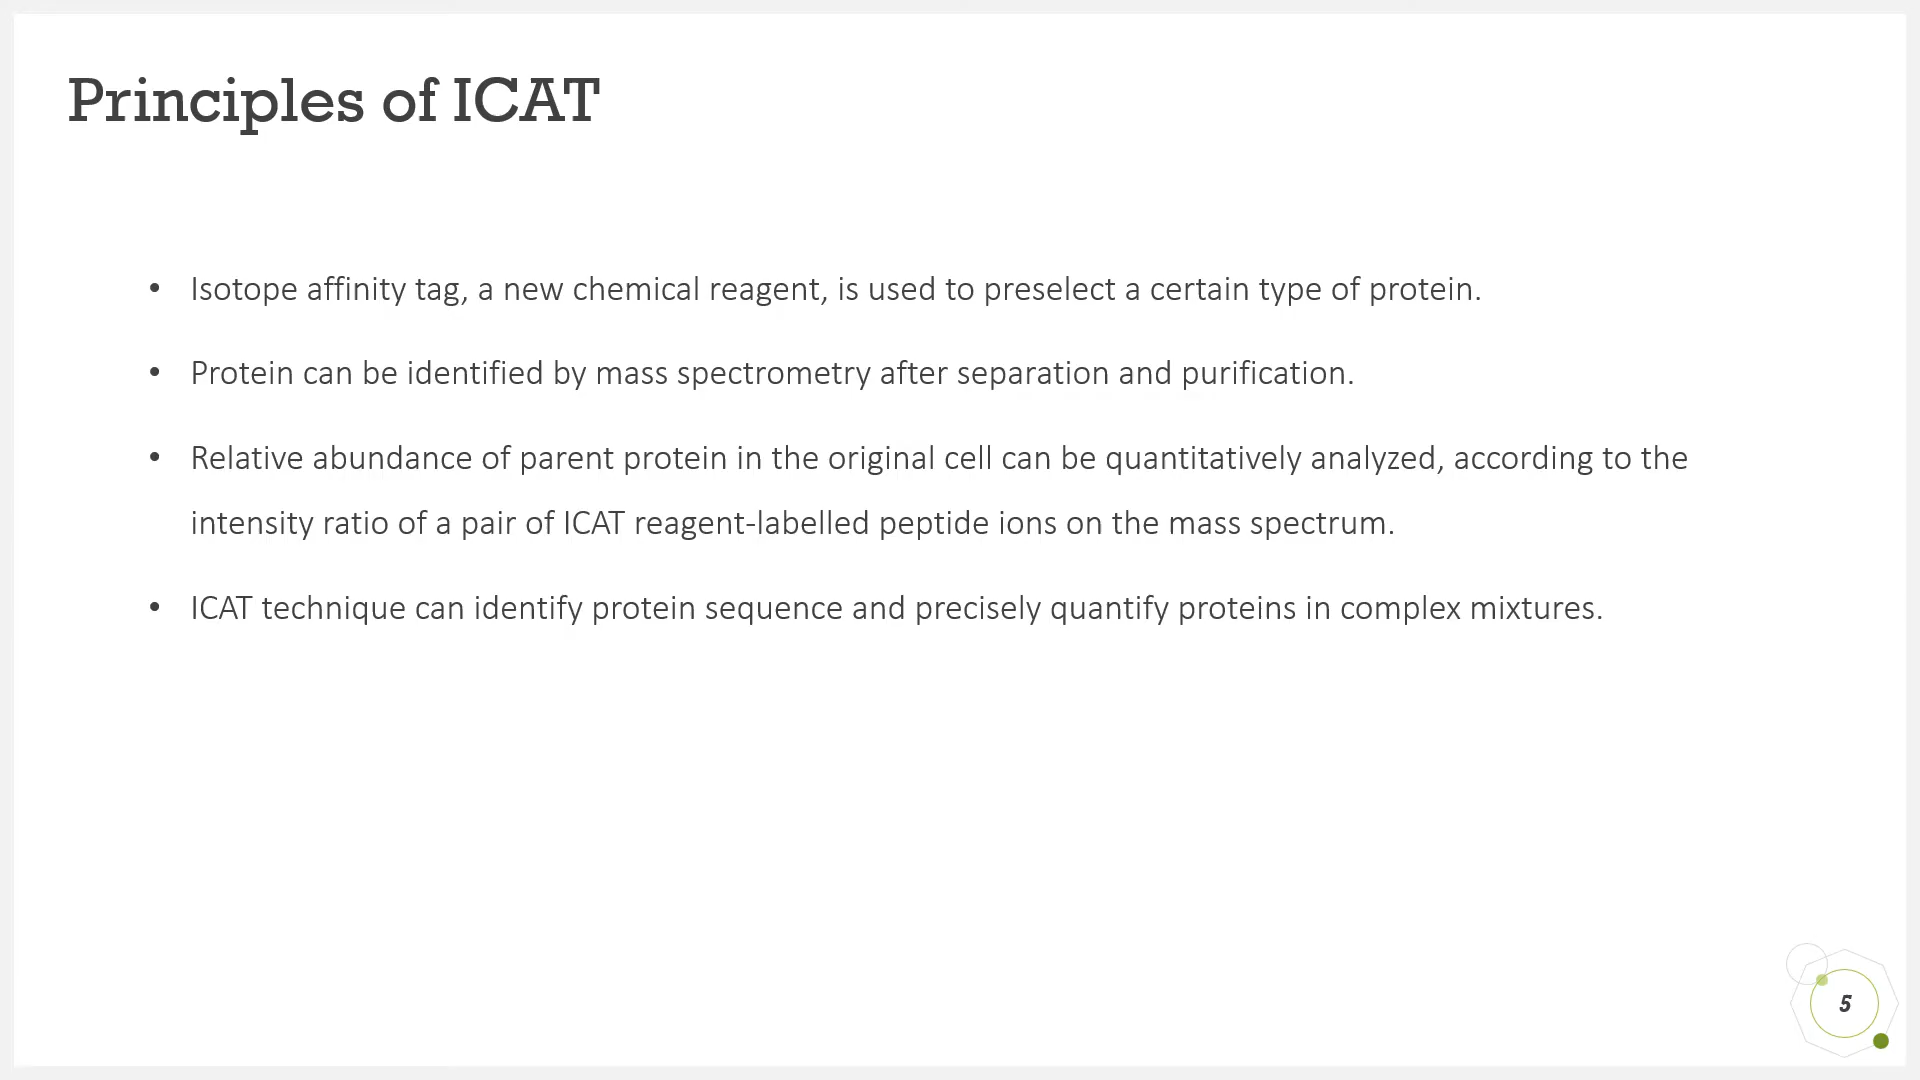 Principles of ICAT
• Isotope affinity tag, a new chemical reagent, is used to preselect a certain type of protein.
• Protein can be identified by mass spectrometry after separation and purification.
• Relative abundance of parent protein in the original cell can be quantitatively analyzed, according to the
intensity ratio of a pair of ICAT reagent-labelled peptide ions on the mass spectrum.
• ICAT technique can identify protein sequence and precisely quantify proteins in complex mixtures.
5